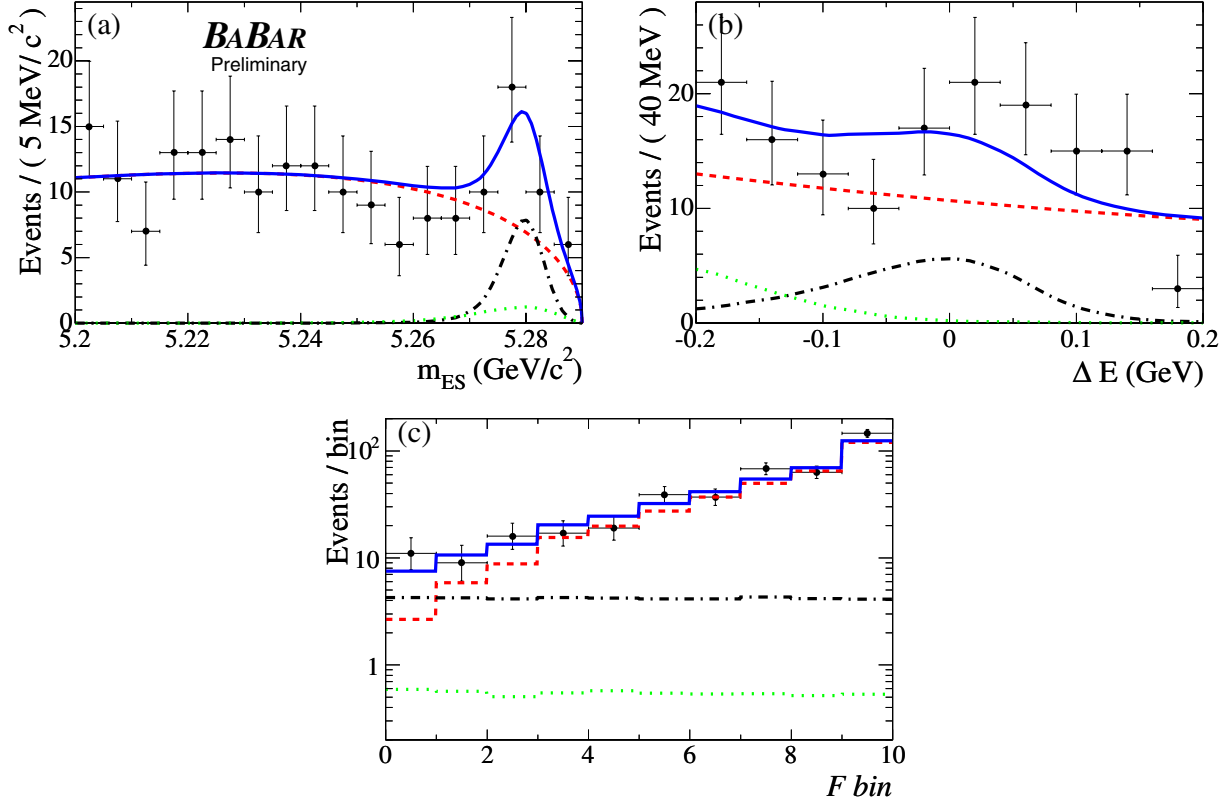 (a)
BABAR
Preliminary
Events / ( 5 MeV/ c² )
20
15
10
5
0
5.2
5.22
5.24
5.26
5.28
m_ES (GeV/c²)
(b)
Events / ( 40 MeV )
20
10
0
-0.2
-0.1
0
0.1
0.2
Δ E (GeV)
(c)
Events / bin
10²
10
1
0
2
4
6
8
10
F bin